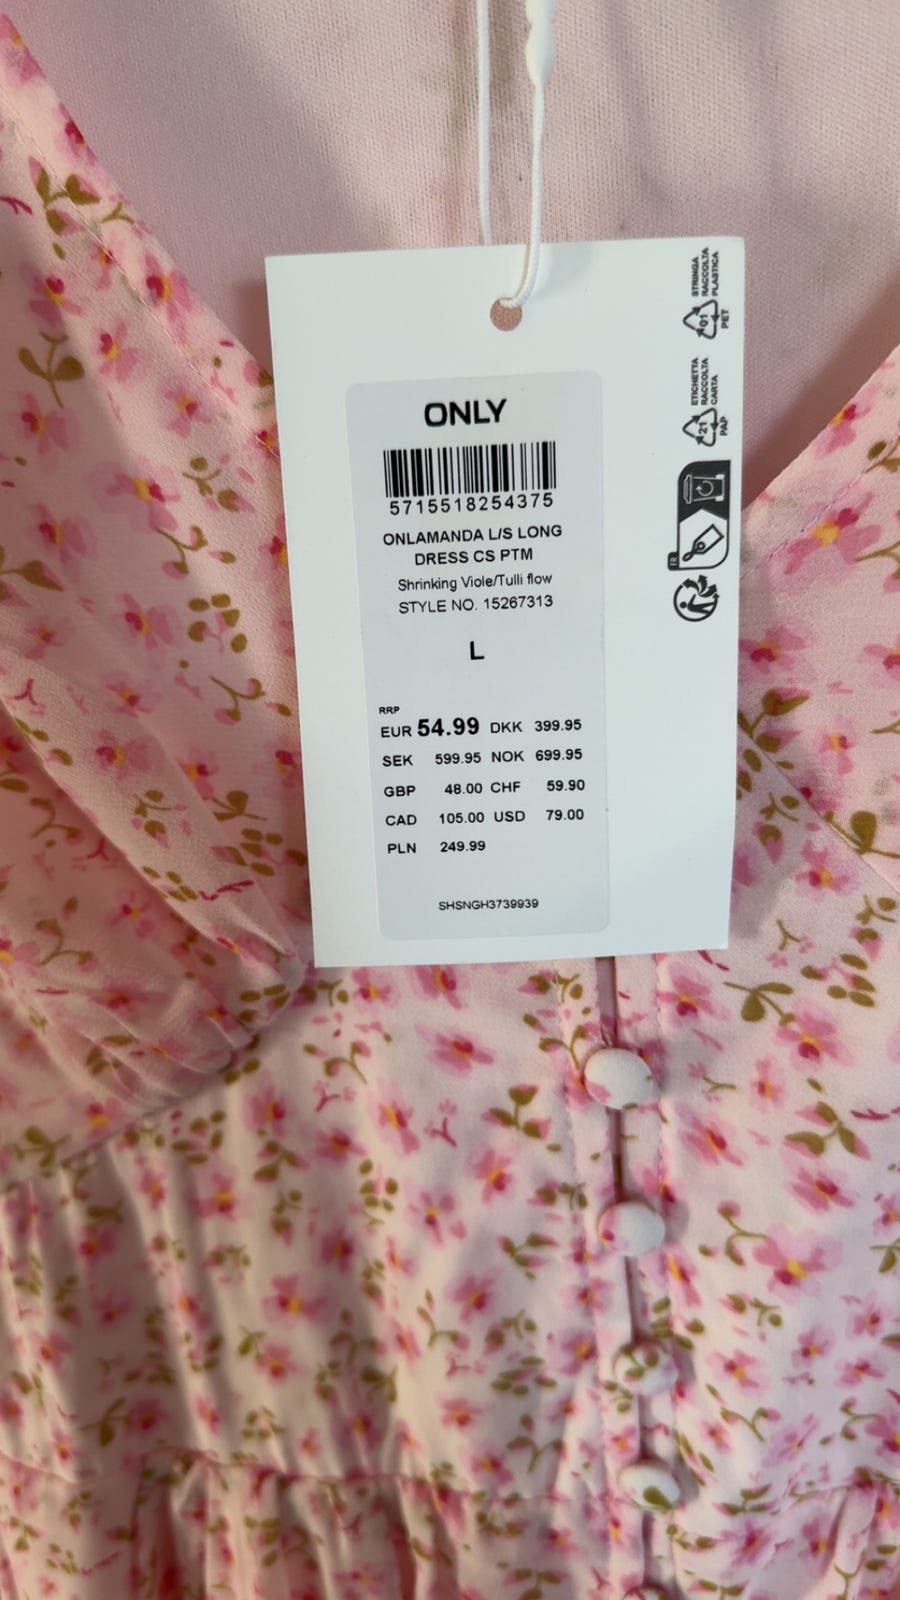 STRINGA
RACCOLTA
PLASTICA
01
PET
ETICHETTA
RACCOLTA
CARTA
21
PAP
FR
ONLY
5715518254375
ONLAMANDA L/S LONG
DRESS CS PTM
Shrinking Viole/Tulli flow
STYLE NO. 15267313
L
RRP
EUR 54.99 DKK 399.95
SEK 599.95 NOK 699.95
GBP 48.00 CHF 59.90
CAD 105.00 USD 79.00
PLN 249.99
SHSNGH3739939